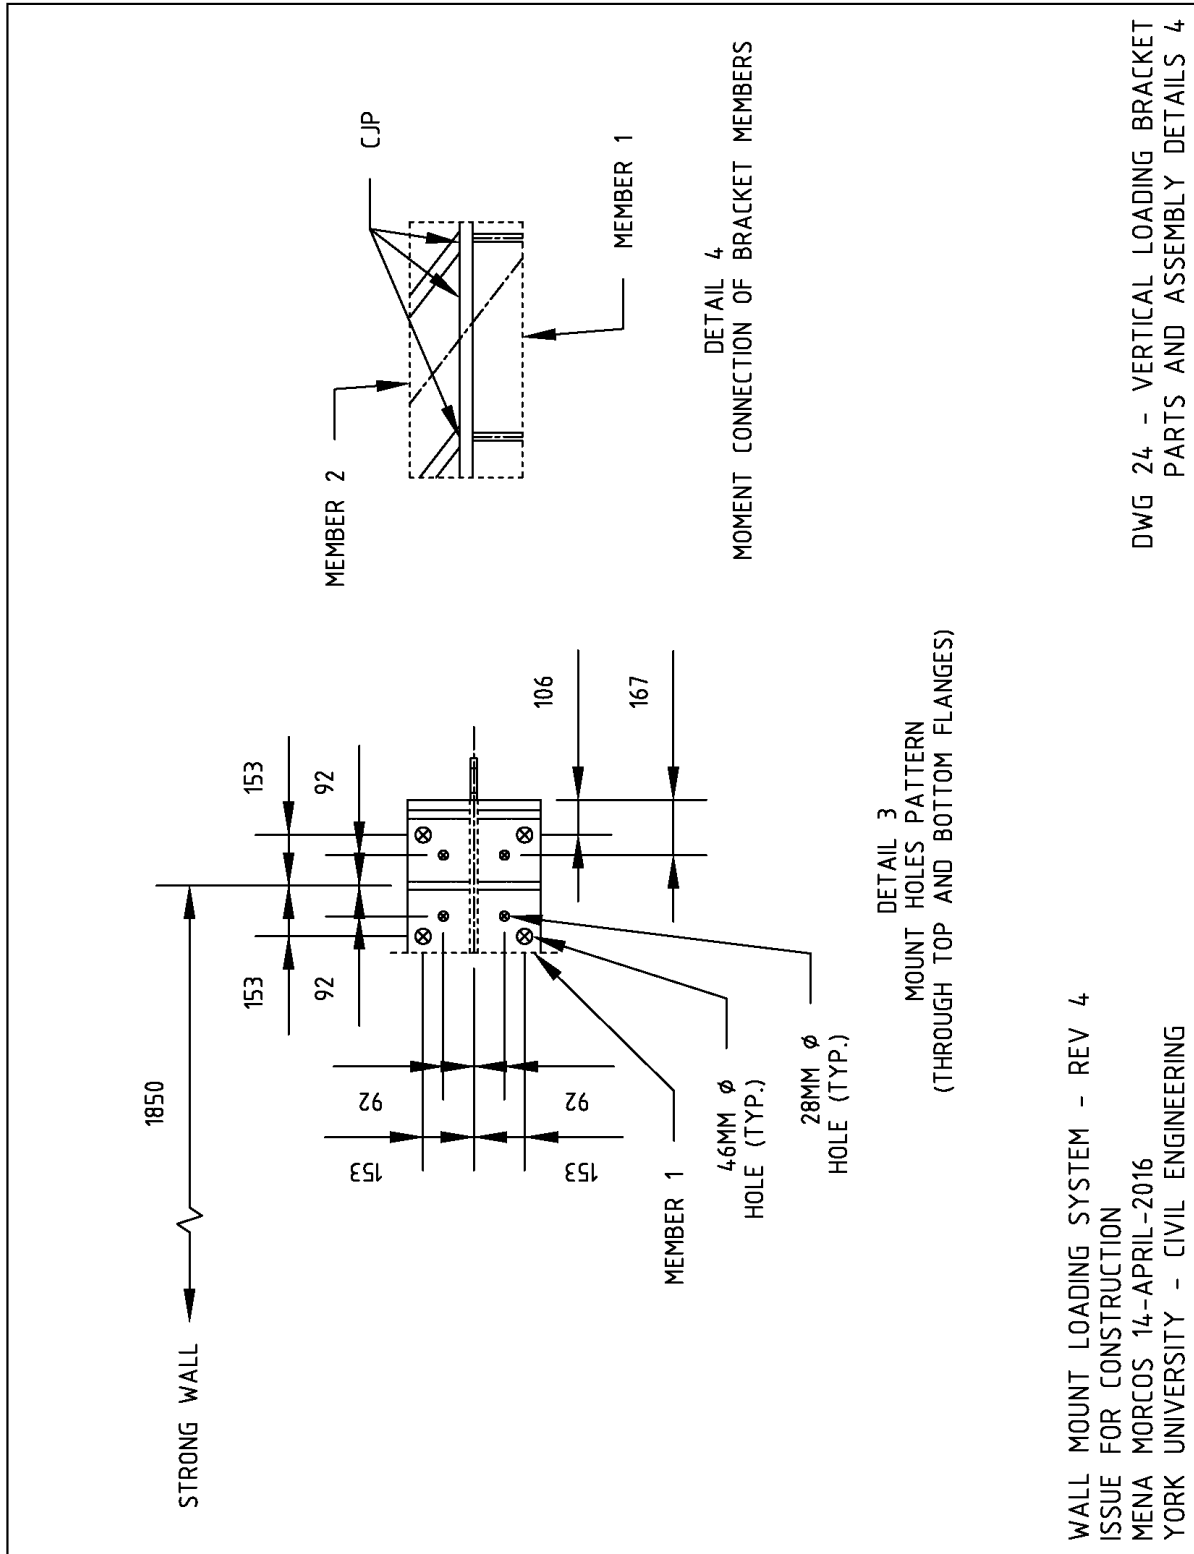 STRONG WALL
1850
153
153
92
92
92
92
153
153
106
167
MEMBER 1
46MM Ø
HOLE (TYP.)
28MM Ø
HOLE (TYP.)
DETAIL 3
MOUNT HOLES PATTERN
(THROUGH TOP AND BOTTOM FLANGES)
MEMBER 2
CJP
MEMBER 1
DETAIL 4
MOMENT CONNECTION OF BRACKET MEMBERS
WALL MOUNT LOADING SYSTEM - REV 4
ISSUE FOR CONSTRUCTION
MENA MORCOS 14-APRIL-2016
YORK UNIVERSITY - CIVIL ENGINEERING
DWG 24 - VERTICAL LOADING BRACKET
PARTS AND ASSEMBLY DETAILS 4